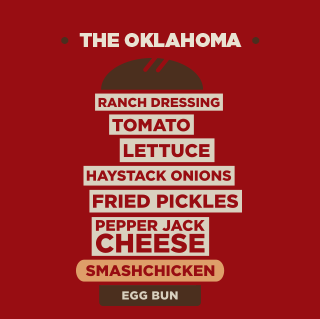 THE OKLAHOMA
RANCH DRESSING
TOMATO
LETTUCE
HAYSTACK ONIONS
FRIED PICKLES
PEPPER JACK
CHEESE
SMASHCHICKEN
EGG BUN